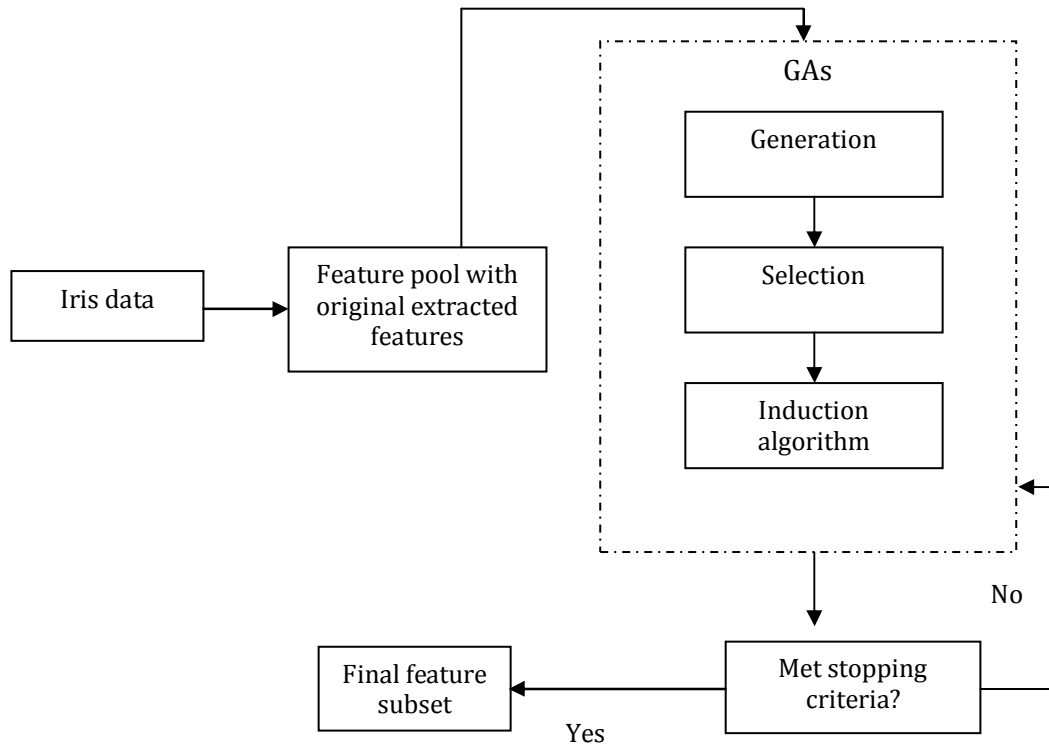 GAs
Generation
Selection
Induction
algorithm
Iris data
Feature pool with
original extracted
features
No
Met stopping
criteria?
Yes
Final feature
subset